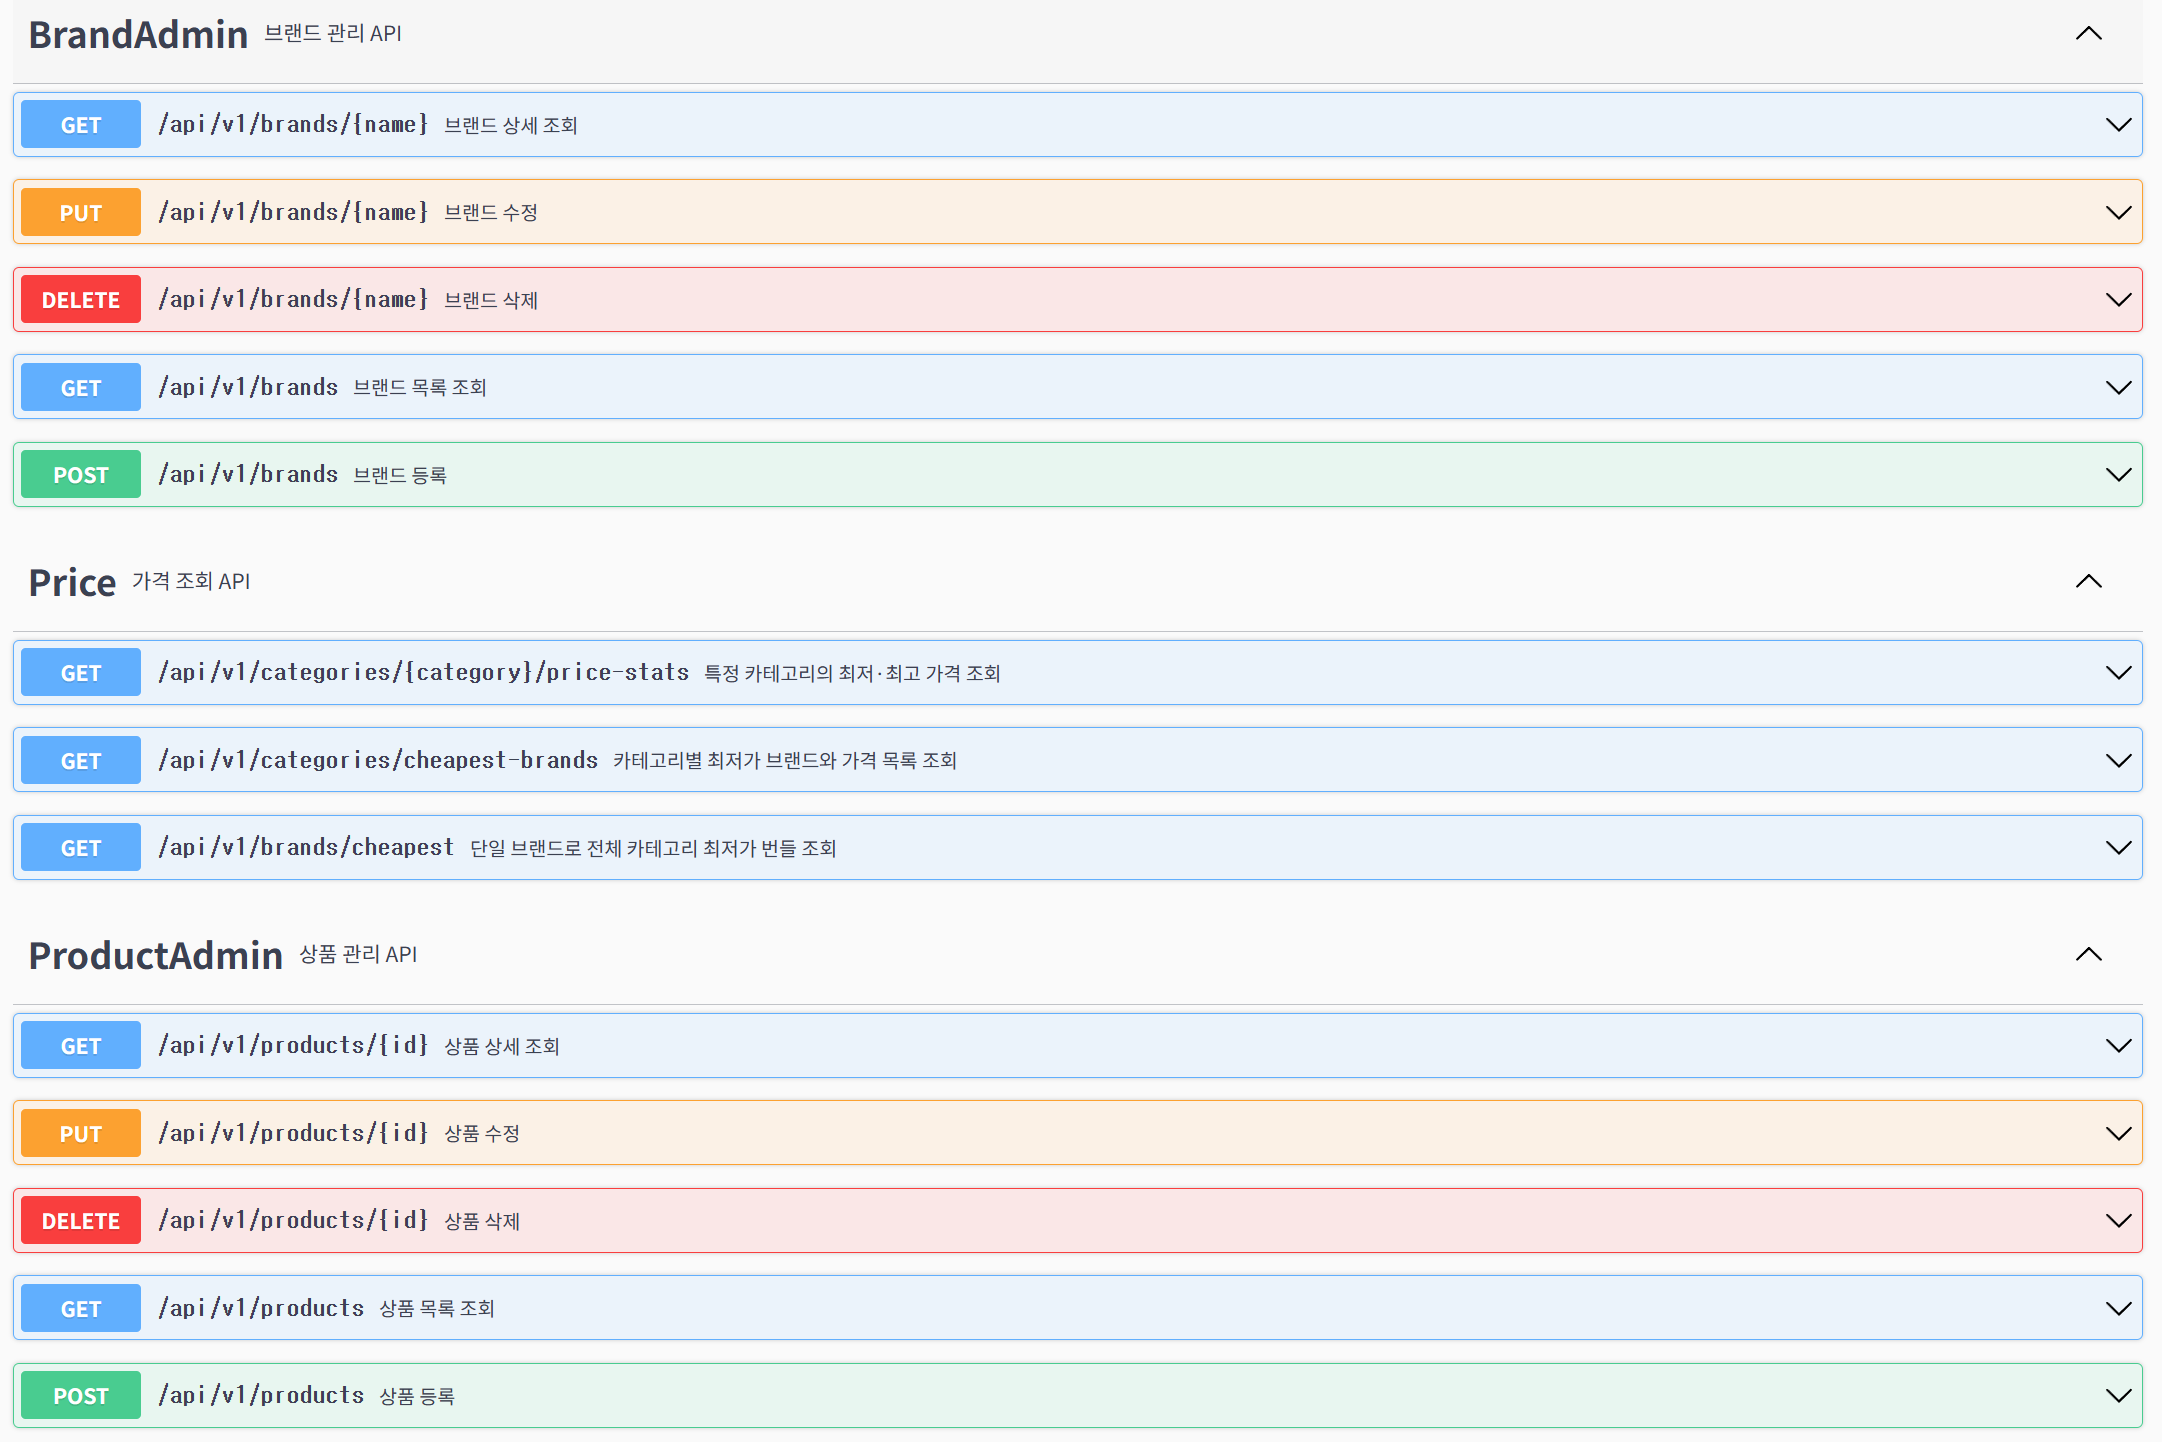 BrandAdmin 브랜드 관리 API
GET /api/v1/brands/{name} 브랜드 상세 조회
PUT /api/v1/brands/{name} 브랜드 수정
DELETE /api/v1/brands/{name} 브랜드 삭제
GET /api/v1/brands 브랜드 목록 조회
POST /api/v1/brands 브랜드 등록
Price 가격 조회 API
GET /api/v1/categories/{category}/price-stats 특정 카테고리의 최저·최고 가격 조회
GET /api/v1/categories/cheapest-brands 카테고리별 최저가 브랜드와 가격 목록 조회
GET /api/v1/brands/cheapest 단일 브랜드로 전체 카테고리 최저가 번들 조회
ProductAdmin 상품 관리 API
GET /api/v1/products/{id} 상품 상세 조회
PUT /api/v1/products/{id} 상품 수정
DELETE /api/v1/products/{id} 상품 삭제
GET /api/v1/products 상품 목록 조회
POST /api/v1/products 상품 등록